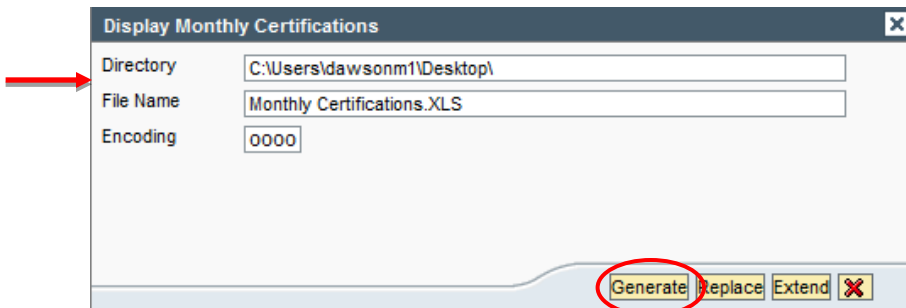 Display Monthly Certifications
Directory C:\Users\dawsonm1\Desktop\
File Name Monthly Certifications.XLS
Encoding 0000
Generate Replace Extend